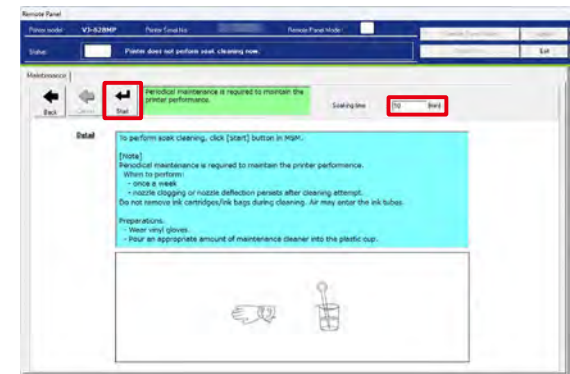 Remote Panel
Printer model VJ-628MP Printer Serial No Remote Panel Mode
Status Printer does not perform soak cleaning now. Exit
Maintenance
Periodical maintenance is required to maintain the
printer performance.
Soaking time 10 [min]
Back Cancel Start
Detail
To perform soak cleaning, click [Start] button in MSM.
[Note]
Periodical maintenance is required to maintain the printer performance.
When to perform:
- once a week
- nozzle clogging or nozzle deflection persists after cleaning attempt.
Do not remove ink cartridges/ink bags during cleaning. Air may enter the ink tubes.
Preparations.
- Wear vinyl gloves.
- Pour an appropriate amount of maintenance cleaner into the plastic cup.